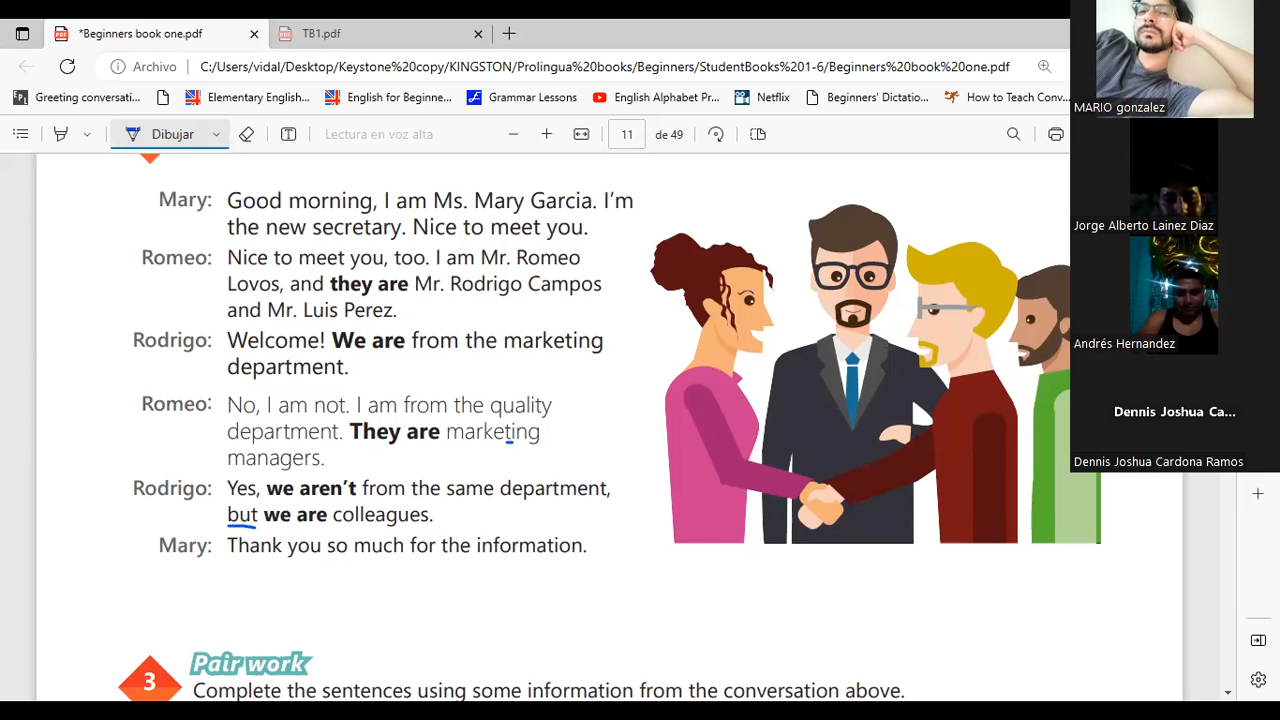 *Beginners book one.pdf
TB1.pdf
Archivo
C:/Users/vidal/Desktop/Keystone%20copy/KINGSTON/Prolingua%20books/Beginners/StudentBooks%201-6/Beginners%20book%20one.pdf
Greeting conversati...
Elementary English...
English for Beginne...
Grammar Lessons
English Alphabet Pr...
Netflix
Beginners' Dictatio...
How to Teach Conv...
Dibujar
Lectura en voz alta
11
de 49
Mary: Good morning, I am Ms. Mary Garcia. I'm
the new secretary. Nice to meet you.
Romeo: Nice to meet you, too. I am Mr. Romeo
Lovos, and they are Mr. Rodrigo Campos
and Mr. Luis Perez.
Rodrigo: Welcome! We are from the marketing
department.
Romeo: No, I am not. I am from the quality
department. They are marketing
managers.
Rodrigo: Yes, we aren't from the same department,
but we are colleagues.
Mary: Thank you so much for the information.
3
Pair work
Complete the sentences using some information from the conversation above.
MARIO gonzalez
Jorge Alberto Lainez Diaz
Andrés Hernandez
Dennis Joshua Ca...
Dennis Joshua Cardona Ramos